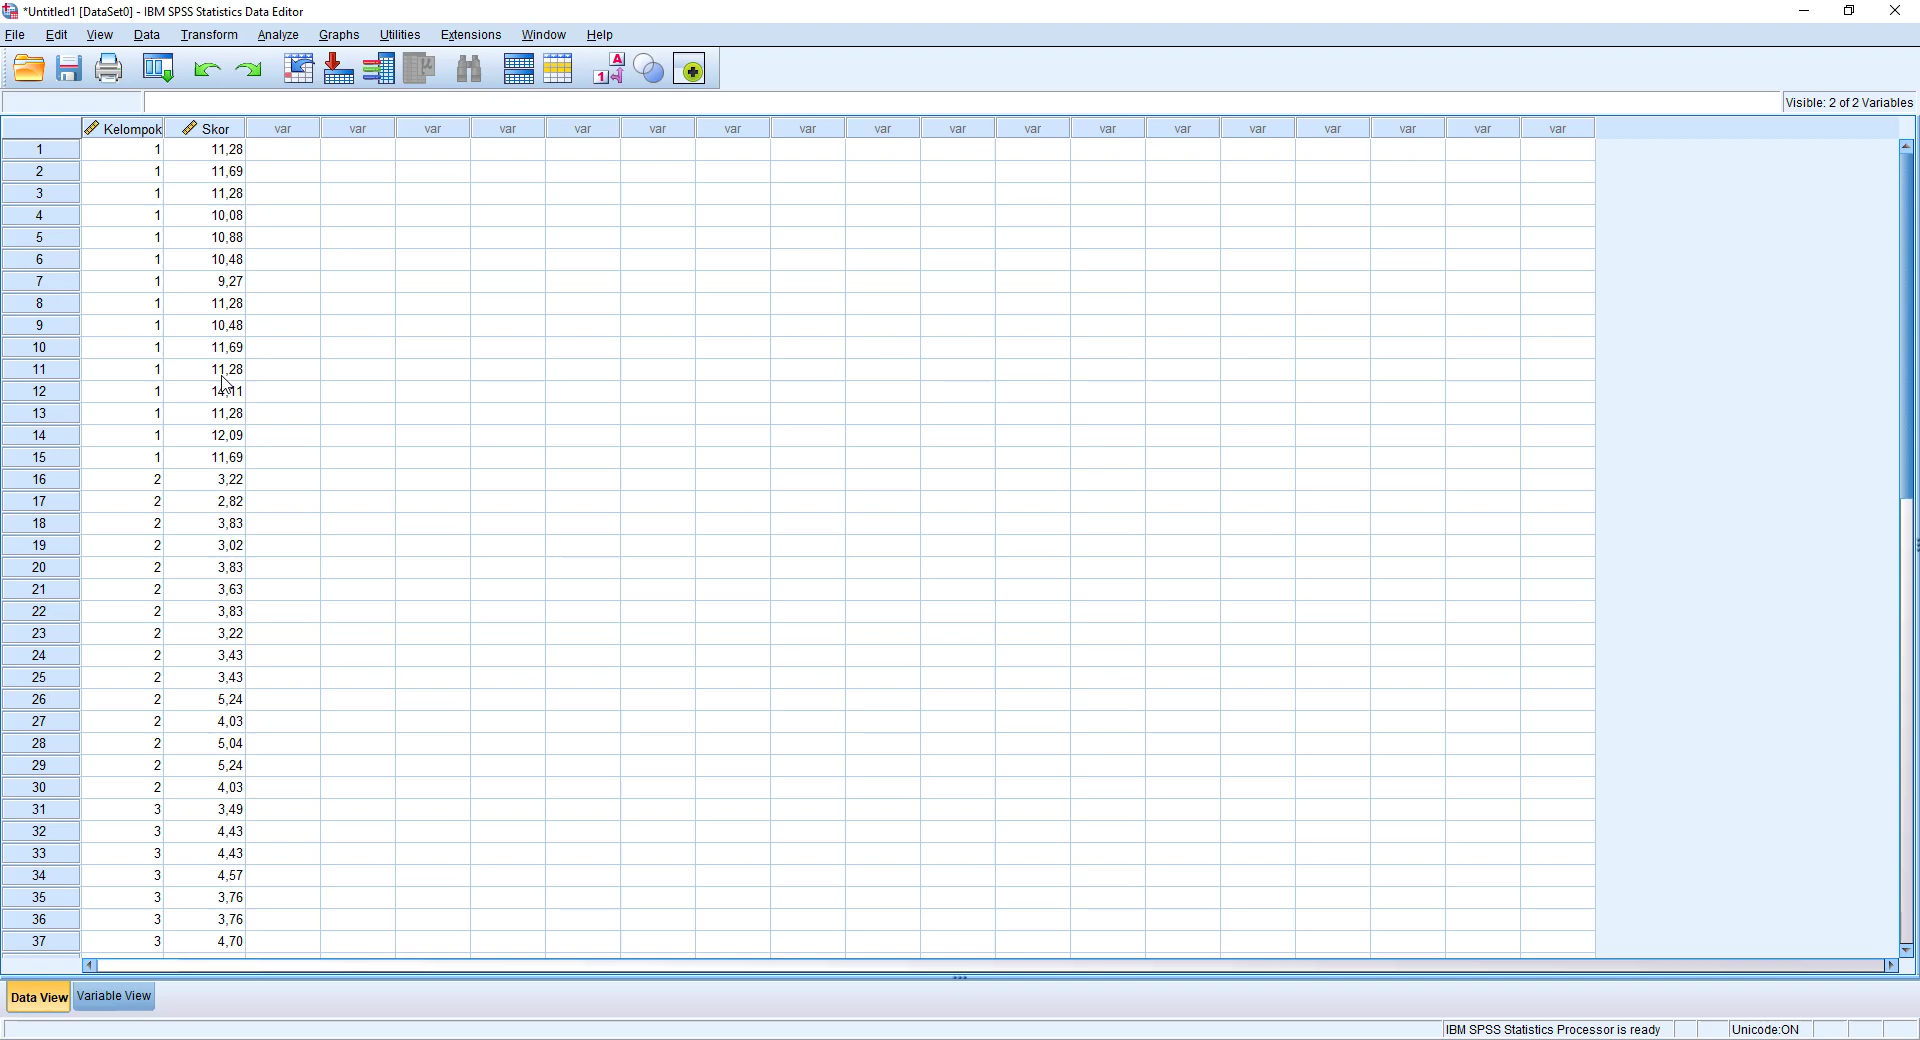 *Untitled1 [DataSet0] - IBM SPSS Statistics Data Editor
File Edit View Data Transform Analyze Graphs Utilities Extensions Window Help
Visible: 2 of 2 Variables
Kelompok Skor var var var var var var var var var var var var var var var var var var
1 1 11,28
2 1 11,69
3 1 11,28
4 1 10,08
5 1 10,88
6 1 10,48
7 1 9,27
8 1 11,28
9 1 10,48
10 1 11,69
11 1 11,28
12 1 14,11
13 1 11,28
14 1 12,09
15 1 11,69
16 2 3,22
17 2 2,82
18 2 3,83
19 2 3,02
20 2 3,83
21 2 3,63
22 2 3,83
23 2 3,22
24 2 3,43
25 2 3,43
26 2 5,24
27 2 4,03
28 2 5,04
29 2 5,24
30 2 4,03
31 3 3,49
32 3 4,43
33 3 4,43
34 3 4,57
35 3 3,76
36 3 3,76
37 3 4,70
Data View Variable View
IBM SPSS Statistics Processor is ready Unicode:ON